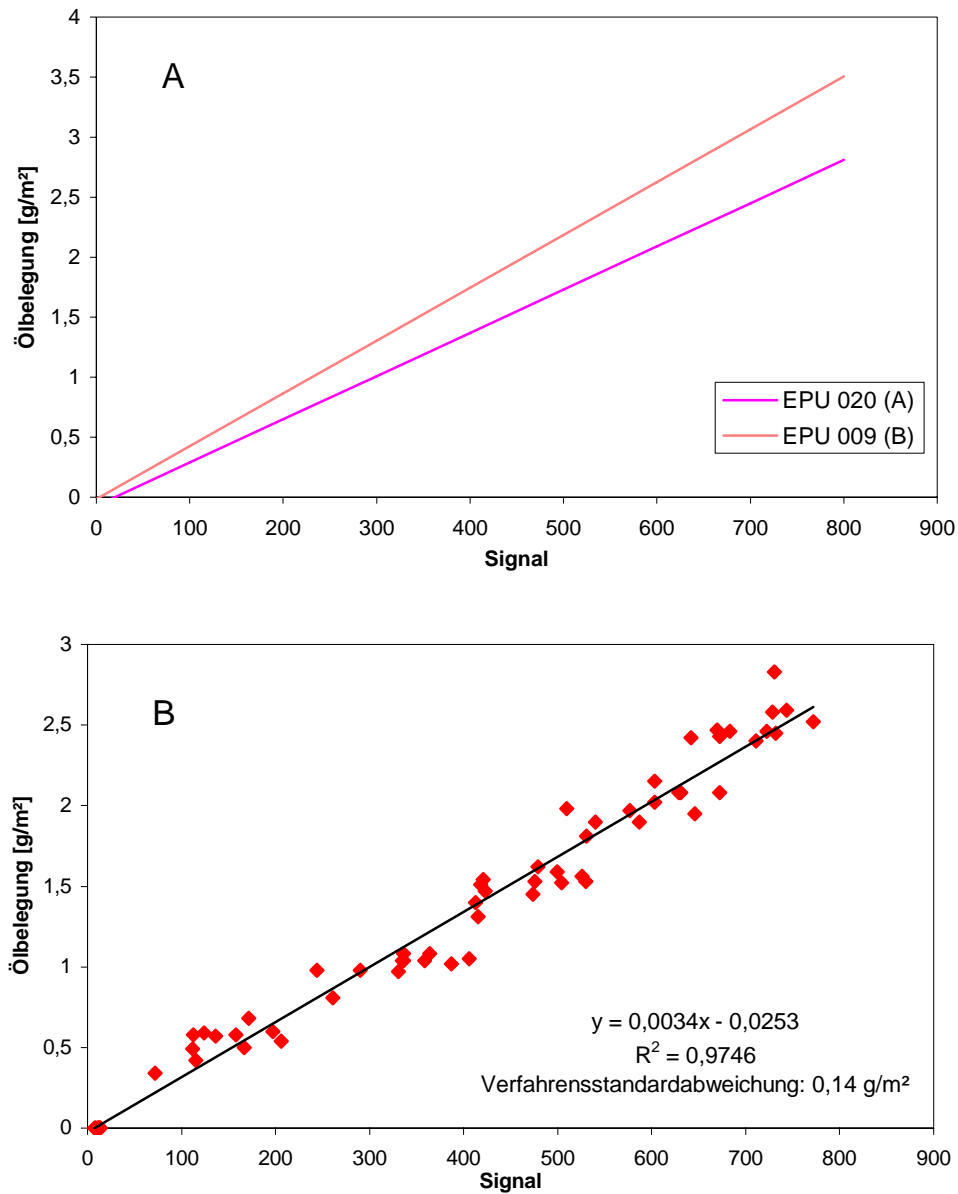 4
3,5
3
2,5
2
1,5
1
0,5
0
A
Ölbelegung [g/m²]
EPU 020 (A)
EPU 009 (B)
0 100 200 300 400 500 600 700 800 900
Signal
3
2,5
2
1,5
1
0,5
0
B
Ölbelegung [g/m²]
y = 0,0034x - 0,0253
R² = 0,9746
Verfahrensstandardabweichung: 0,14 g/m²
0 100 200 300 400 500 600 700 800 900
Signal